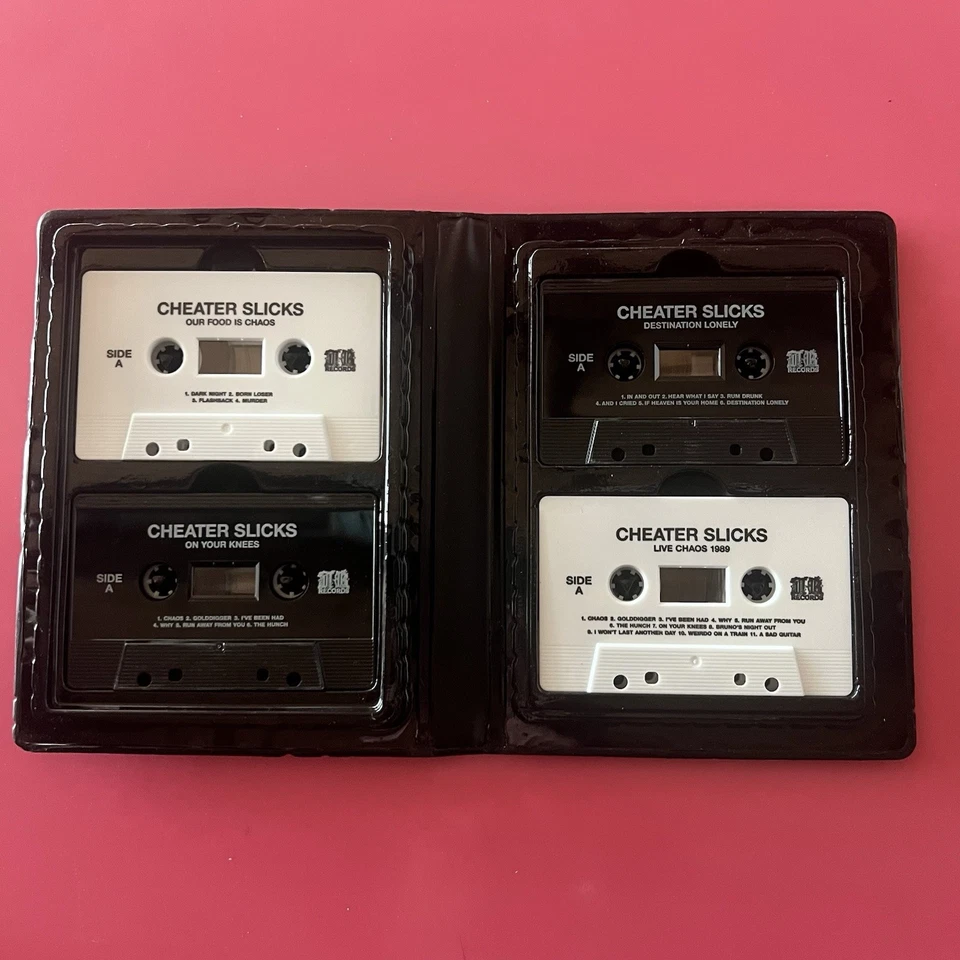 CHEATER SLICKS
OUR FOOD IS CHAOS
SIDE
A
RECORDS
1. DARK NIGHT 2. BORN LOSER
3. FLASHBACK 4. MURDER
CHEATER SLICKS
ON YOUR KNEES
SIDE
A
RECORDS
1. CHAOS 2. GOLDDIGGER 3. I'VE BEEN HAD
4. WHY 5. RUN AWAY FROM YOU 6. THE HUNCH
CHEATER SLICKS
DESTINATION LONELY
SIDE
A
RECORDS
1. IN AND OUT 2. HEAR WHAT I SAY 3. RUM DRUNK
4. AND I CRIED 5. IF HEAVEN IS YOUR HOME 6. DESTINATION LONELY
CHEATER SLICKS
LIVE CHAOS 1989
SIDE
A
RECORDS
1. CHAOS 2. GOLDDIGGER 3. I'VE BEEN HAD 4. WHY 5. RUN AWAY FROM YOU
6. THE HUNCH 7. ON YOUR KNEES 8. BRUNO'S NIGHT OUT
9. I WON'T LAST ANOTHER DAY 10. WEIRDO ON A TRAIN 11. A SAD GUITAR